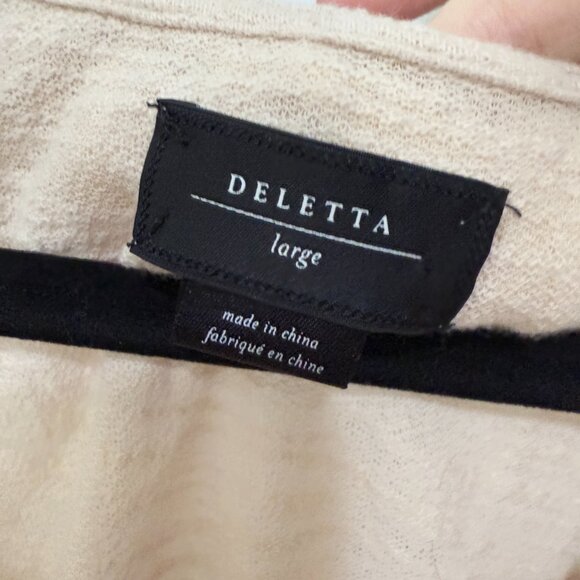 DELETTA
large
made in china
fabriqué en chine